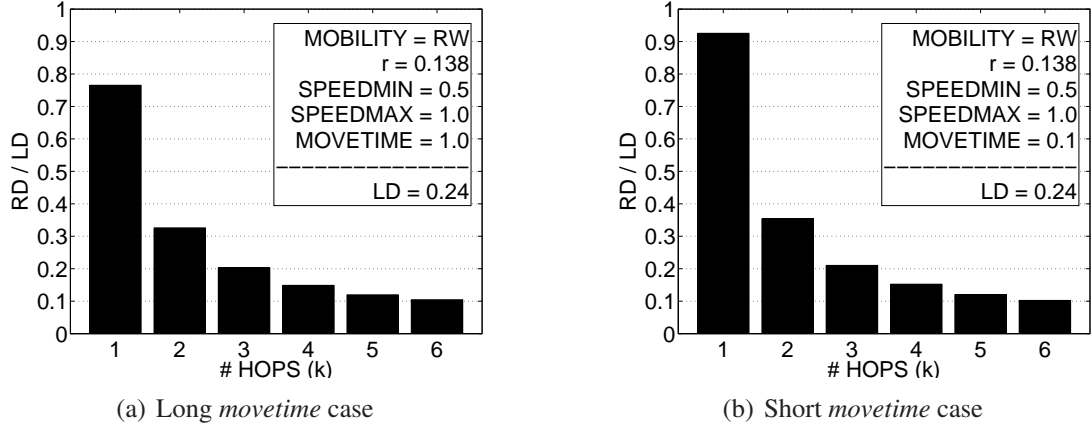 1
0.9
0.8
0.7
0.6
0.5
0.4
0.3
0.2
0.1
0
RD / LD
MOBILITY = RW
r = 0.138
SPEEDMIN = 0.5
SPEEDMAX = 1.0
MOVETIME = 1.0
LD = 0.24
1 2 3 4 5 6
# HOPS (k)
(a) Long movetime case
1
0.9
0.8
0.7
0.6
0.5
0.4
0.3
0.2
0.1
0
RD / LD
MOBILITY = RW
r = 0.138
SPEEDMIN = 0.5
SPEEDMAX = 1.0
MOVETIME = 0.1
LD = 0.24
1 2 3 4 5 6
# HOPS (k)
(b) Short movetime case